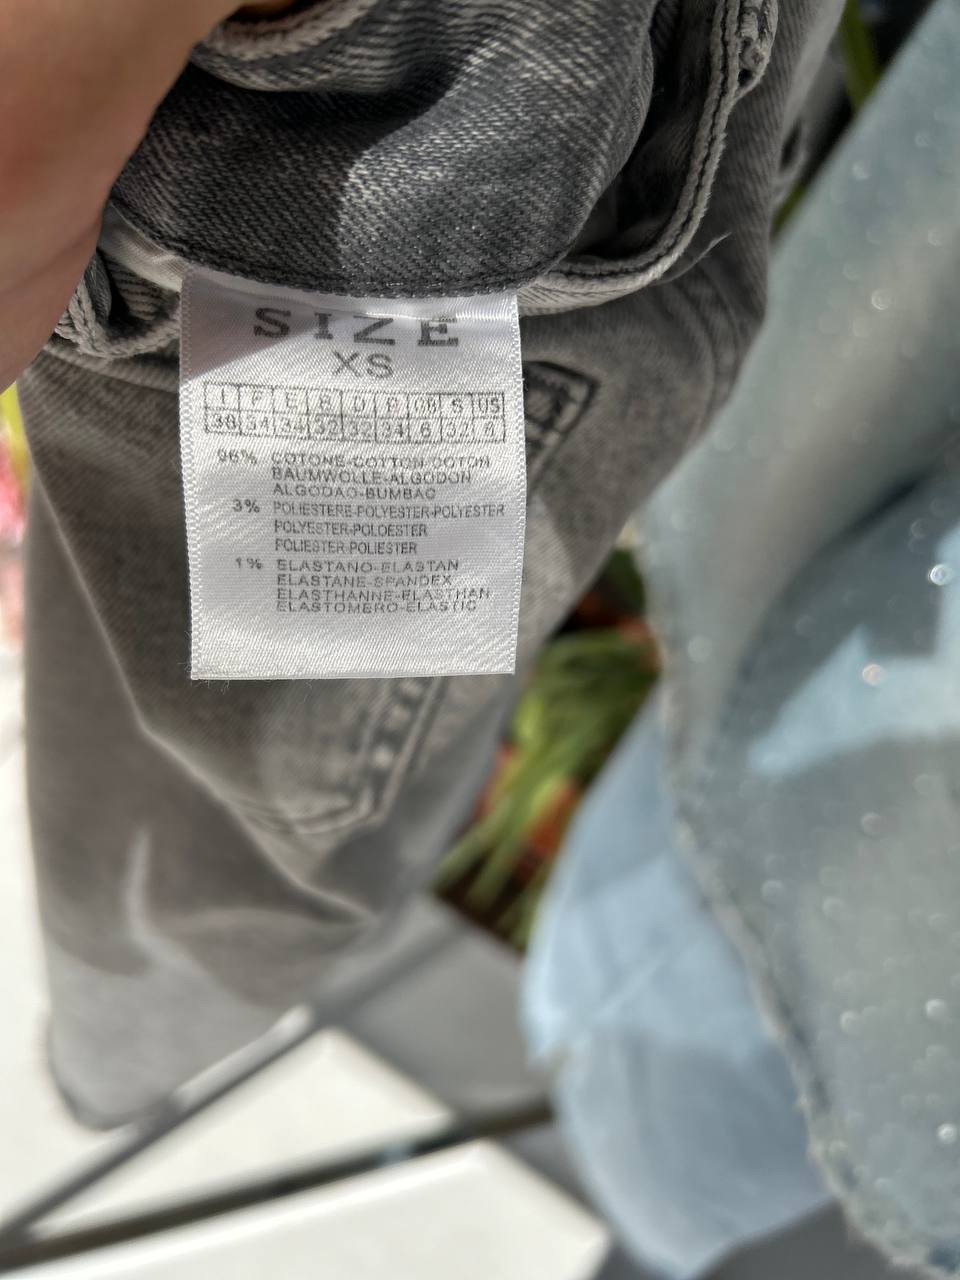 SIZE
XS
I F E B D P GB S US
38 34 34 32 32 34 6 32 6
96% COTONE-COTTON-COTON
BAUMWOLLE-ALGODON
ALGODAO-BUMBAC
3% POLIESTERE-POLYESTER-POLYESTER
POLYESTER-POLOESTER
POLIESTER-POLIESTER
1% ELASTANO-ELASTAN
ELASTANE-SPANDEX
ELASTHANNE-ELASTHAN
ELASTOMERO-ELASTIC